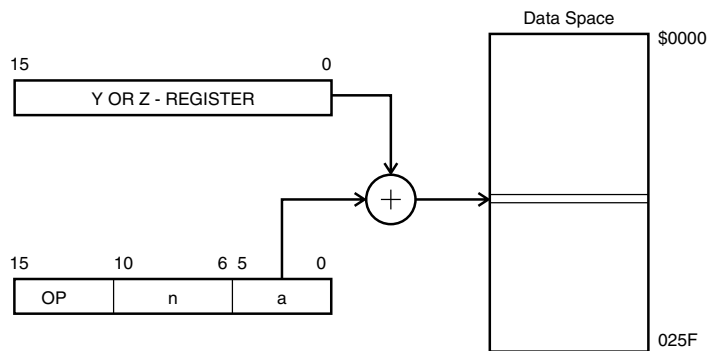 Data Space
$0000
15 0
Y OR Z - REGISTER
+
15 10 6 5 0
OP n a
025F